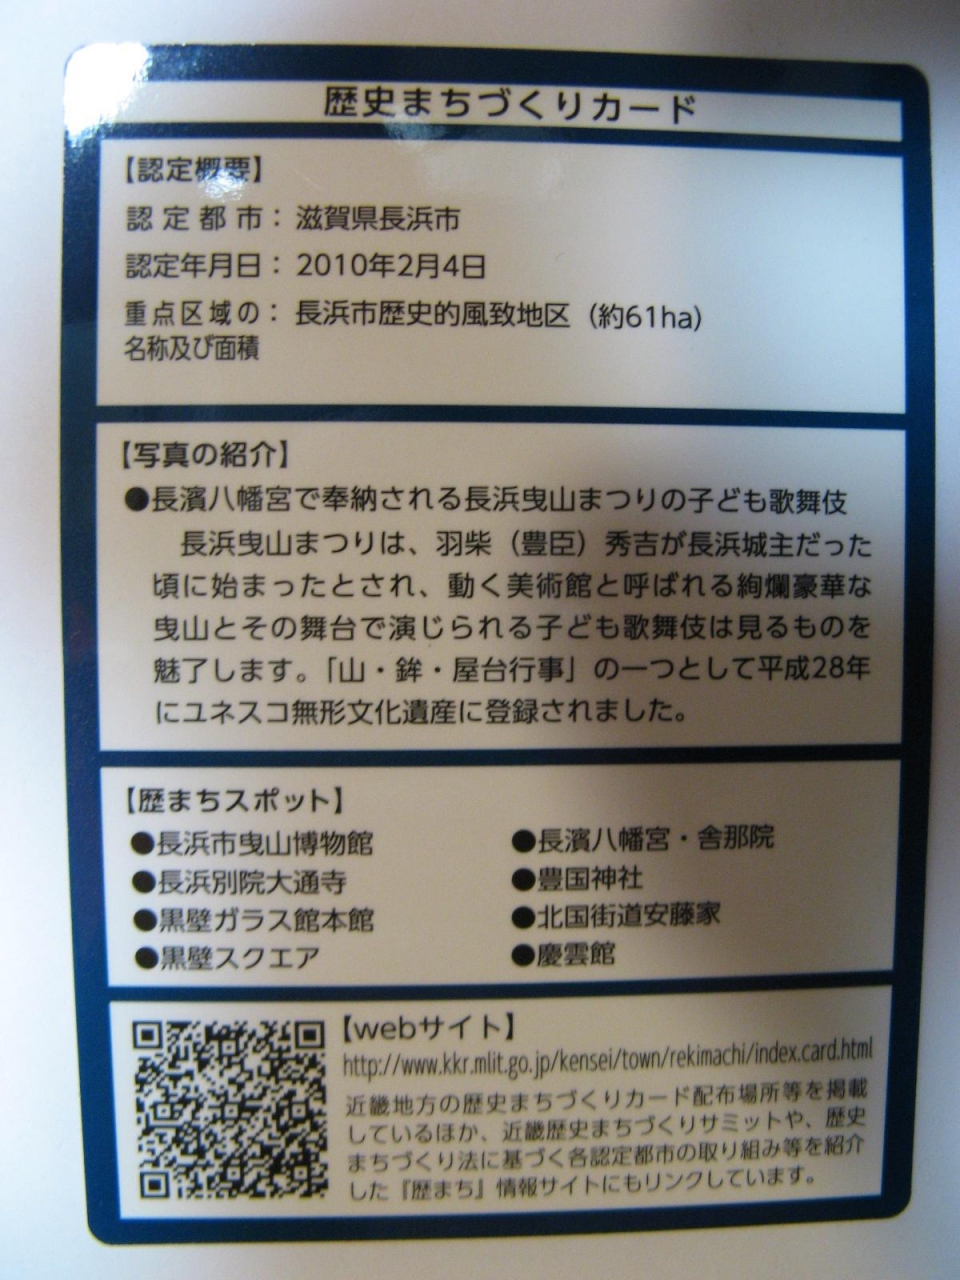 歴史まちづくりカード
【認定概要】
認定都市： 滋賀県長浜市
認定年月日： 2010年2月4日
重点区域の： 長浜市歴史的風致地区（約61ha）
名称及び面積
【写真の紹介】
●長濱八幡宮で奉納される長浜曳山まつりの子ども歌舞伎
長浜曳山まつりは、羽柴（豊臣）秀吉が長浜城主だった
頃に始まったとされ、動く美術館と呼ばれる絢爛豪華な
曳山とその舞台で演じられる子ども歌舞伎は見るものを
魅了します。「山・鉾・屋台行事」の一つとして平成28年
にユネスコ無形文化遺産に登録されました。
【歴まちスポット】
●長浜市曳山博物館 ●長濱八幡宮・舎那院
●長浜別院大通寺 ●豊国神社
●黒壁ガラス館本館 ●北国街道安藤家
●黒壁スクエア ●慶雲館
【webサイト】
http://www.kkr.mlit.go.jp/kensei/town/rekimachi/index.card.html
近畿地方の歴史まちづくりカード配布場所等を掲載
しているほか、近畿歴史まちづくりサミットや、歴史
まちづくり法に基づく各認定都市の取り組み等を紹介
した『歴まち』情報サイトにもリンクしています。